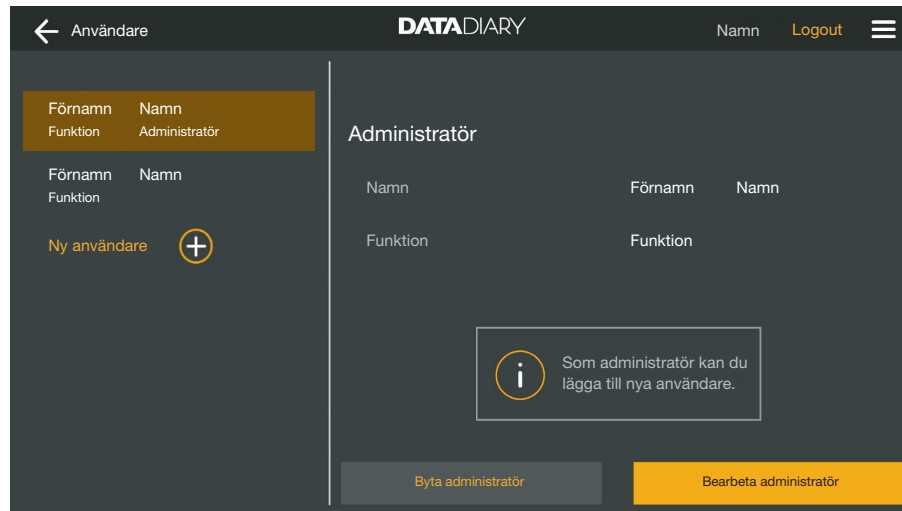 Användare
DATADIARY
Namn Logout
Förnamn Namn
Funktion Administratör
Förnamn Namn
Funktion
Ny användare
Administratör
Namn Förnamn Namn
Funktion Funktion
Som administratör kan du
lägga till nya användare.
Byta administratör
Bearbeta administratör